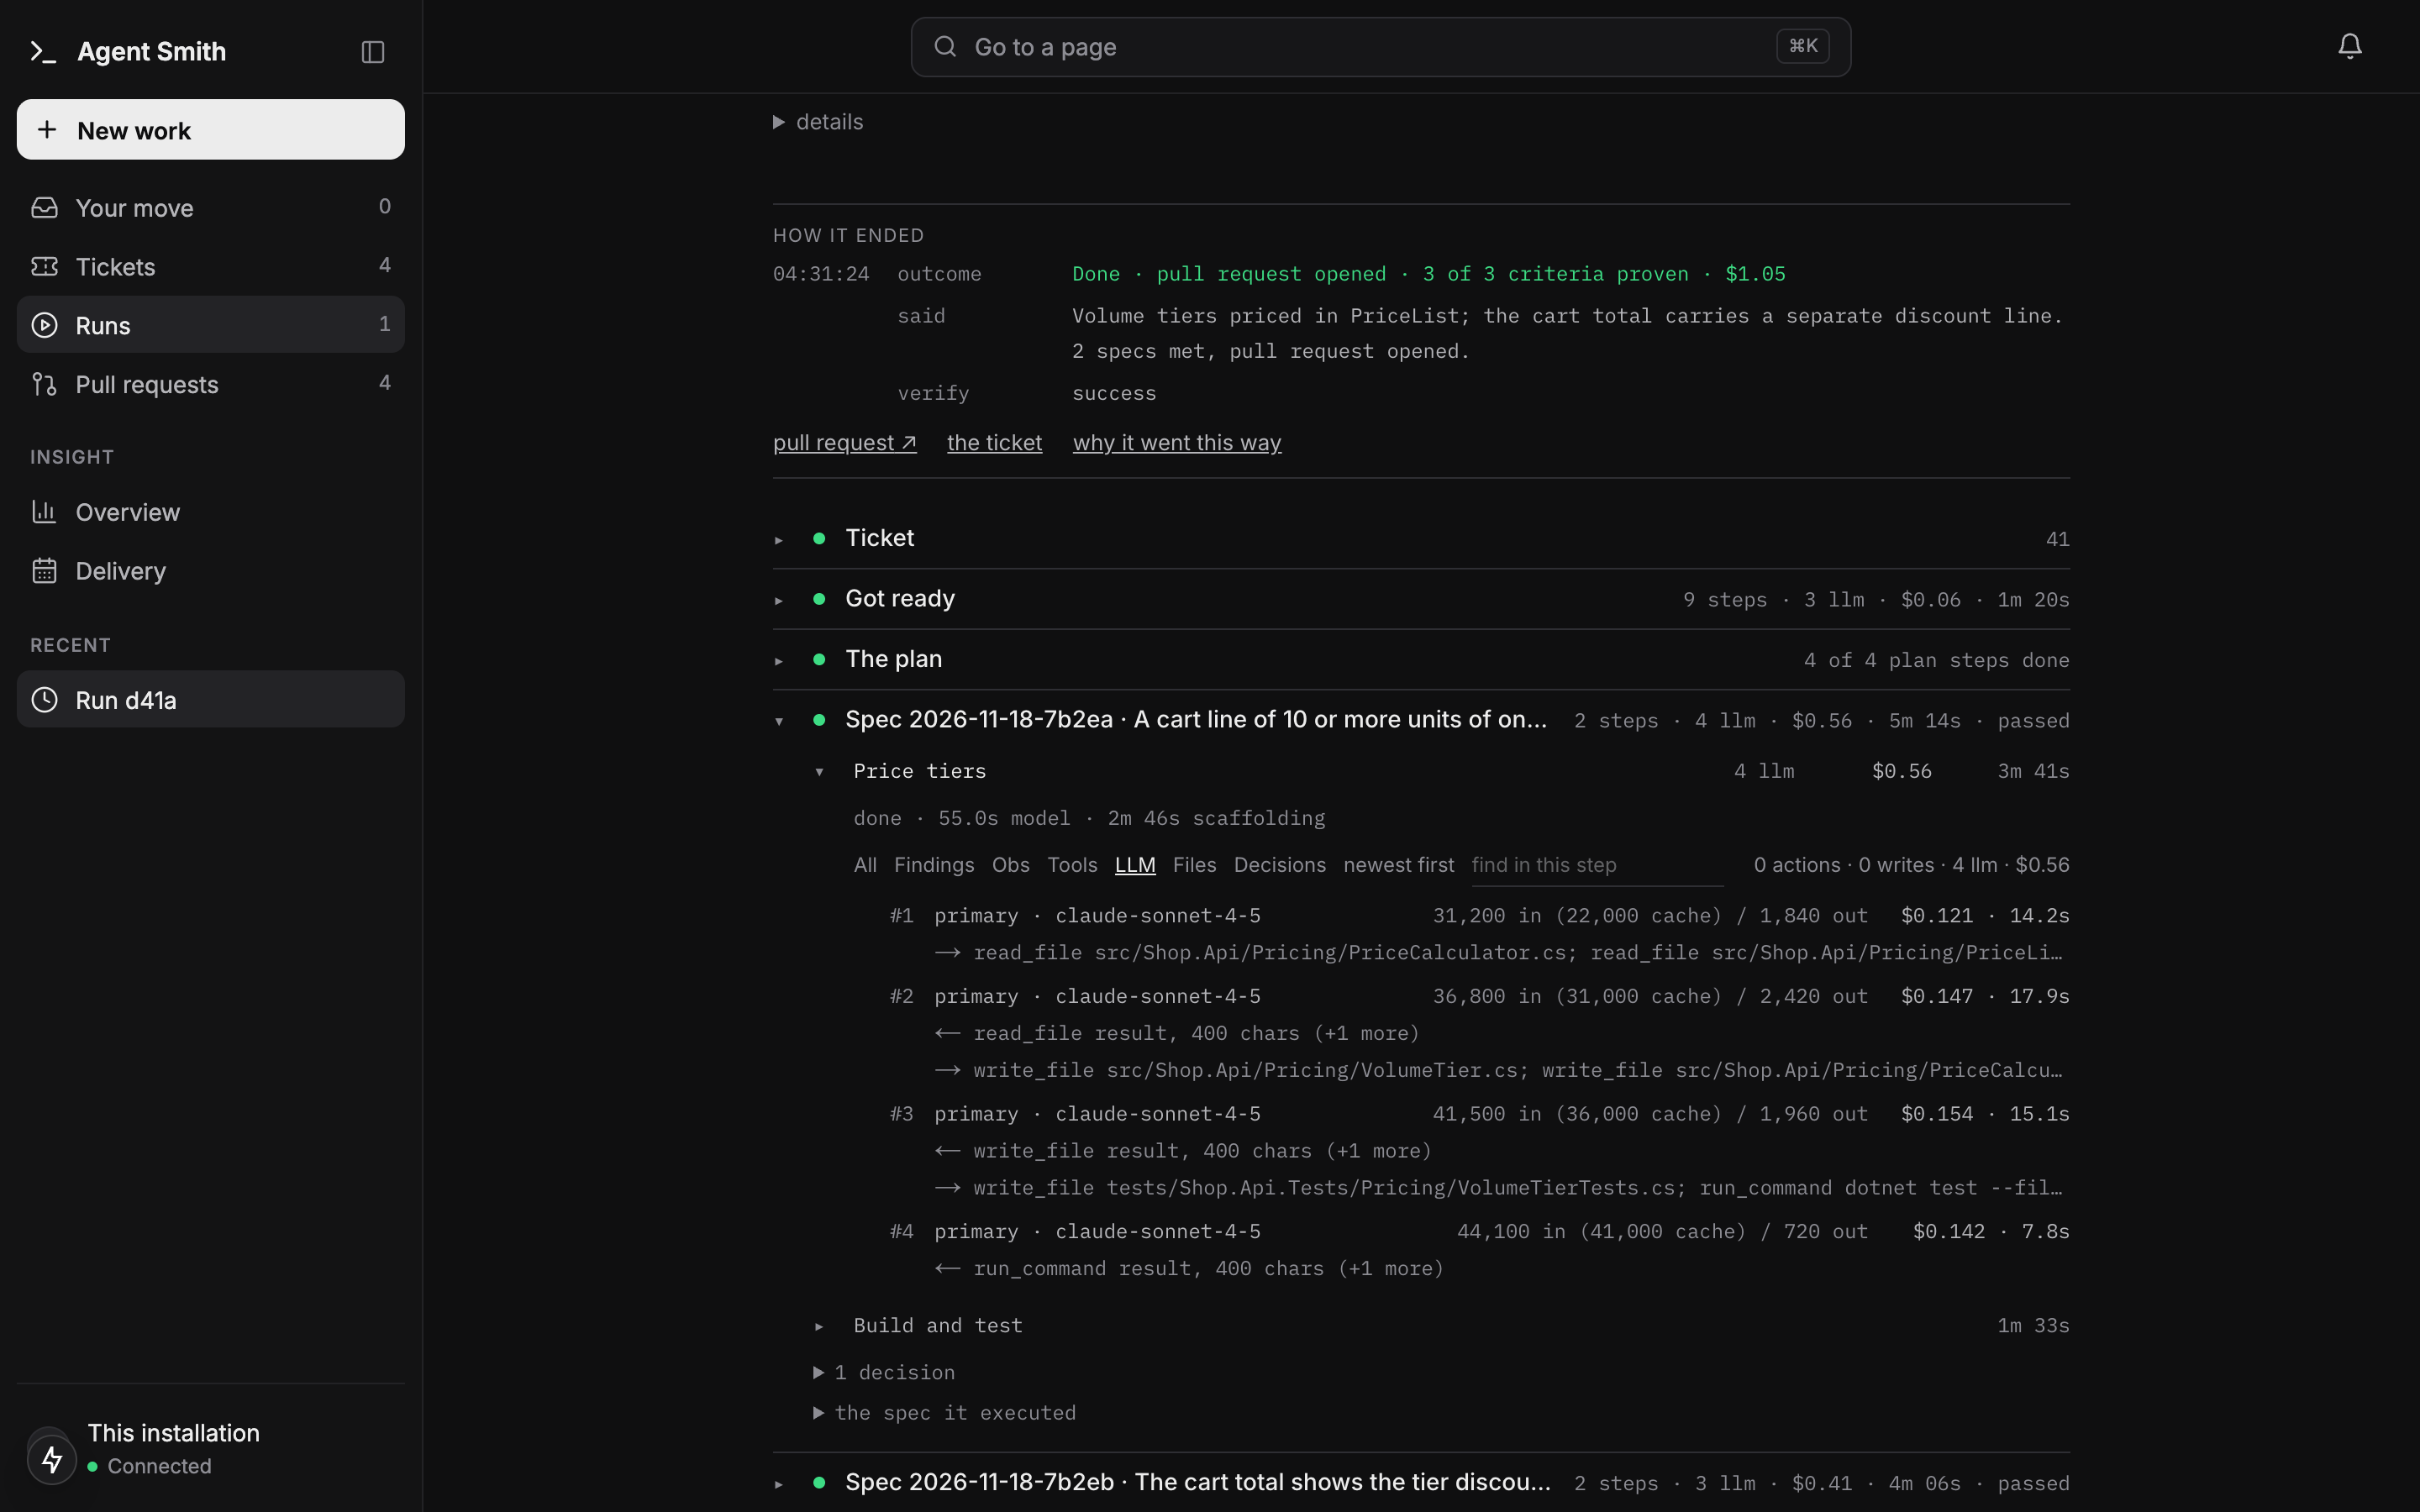 Agent Smith
New work
Your move 0
Tickets 4
Runs 1
Pull requests 4
INSIGHT
Overview
Delivery
RECENT
Run d41a
This installation
Connected
Go to a page ⌘K
details
HOW IT ENDED
04:31:24 outcome Done · pull request opened · 3 of 3 criteria proven · $1.05
said Volume tiers priced in PriceList; the cart total carries a separate discount line.
2 specs met, pull request opened.
verify success
pull request ↗ the ticket why it went this way
Ticket 41
Got ready 9 steps · 3 llm · $0.06 · 1m 20s
The plan 4 of 4 plan steps done
Spec 2026-11-18-7b2ea · A cart line of 10 or more units of on… 2 steps · 4 llm · $0.56 · 5m 14s · passed
Price tiers 4 llm $0.56 3m 41s
done · 55.0s model · 2m 46s scaffolding
All Findings Obs Tools LLM Files Decisions newest first find in this step 0 actions · 0 writes · 4 llm · $0.56
#1 primary · claude-sonnet-4-5 31,200 in (22,000 cache) / 1,840 out $0.121 · 14.2s
→ read_file src/Shop.Api/Pricing/PriceCalculator.cs; read_file src/Shop.Api/Pricing/PriceLi…
#2 primary · claude-sonnet-4-5 36,800 in (31,000 cache) / 2,420 out $0.147 · 17.9s
← read_file result, 400 chars (+1 more)
→ write_file src/Shop.Api/Pricing/VolumeTier.cs; write_file src/Shop.Api/Pricing/PriceCalcu…
#3 primary · claude-sonnet-4-5 41,500 in (36,000 cache) / 1,960 out $0.154 · 15.1s
← write_file result, 400 chars (+1 more)
→ write_file tests/Shop.Api.Tests/Pricing/VolumeTierTests.cs; run_command dotnet test --fil…
#4 primary · claude-sonnet-4-5 44,100 in (41,000 cache) / 720 out $0.142 · 7.8s
← run_command result, 400 chars (+1 more)
Build and test 1m 33s
1 decision
the spec it executed
Spec 2026-11-18-7b2eb · The cart total shows the tier discou… 2 steps · 3 llm · $0.41 · 4m 06s · passed